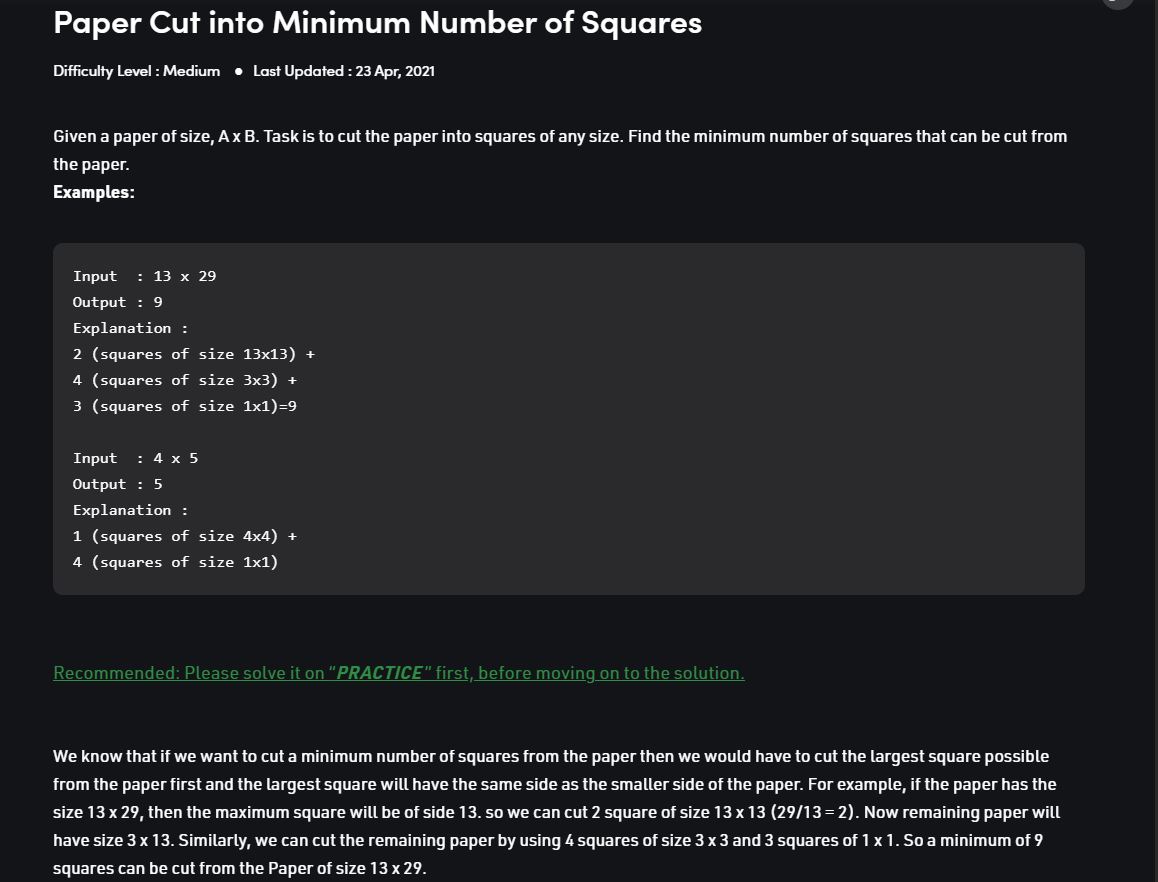 Paper Cut into Minimum Number of Squares
Difficulty Level : Medium ● Last Updated : 23 Apr, 2021
Given a paper of size, A x B. Task is to cut the paper into squares of any size. Find the minimum number of squares that can be cut from
the paper.
Examples:
Input  : 13 x 29
Output : 9
Explanation :
2 (squares of size 13x13) +
4 (squares of size 3x3) +
3 (squares of size 1x1)=9
Input  : 4 x 5
Output : 5
Explanation :
1 (squares of size 4x4) +
4 (squares of size 1x1)
Recommended: Please solve it on “PRACTICE” first, before moving on to the solution.
We know that if we want to cut a minimum number of squares from the paper then we would have to cut the largest square possible
from the paper first and the largest square will have the same side as the smaller side of the paper. For example, if the paper has the
size 13 x 29, then the maximum square will be of side 13. so we can cut 2 square of size 13 x 13 (29/13 = 2). Now remaining paper will
have size 3 x 13. Similarly, we can cut the remaining paper by using 4 squares of size 3 x 3 and 3 squares of 1 x 1. So a minimum of 9
squares can be cut from the Paper of size 13 x 29.